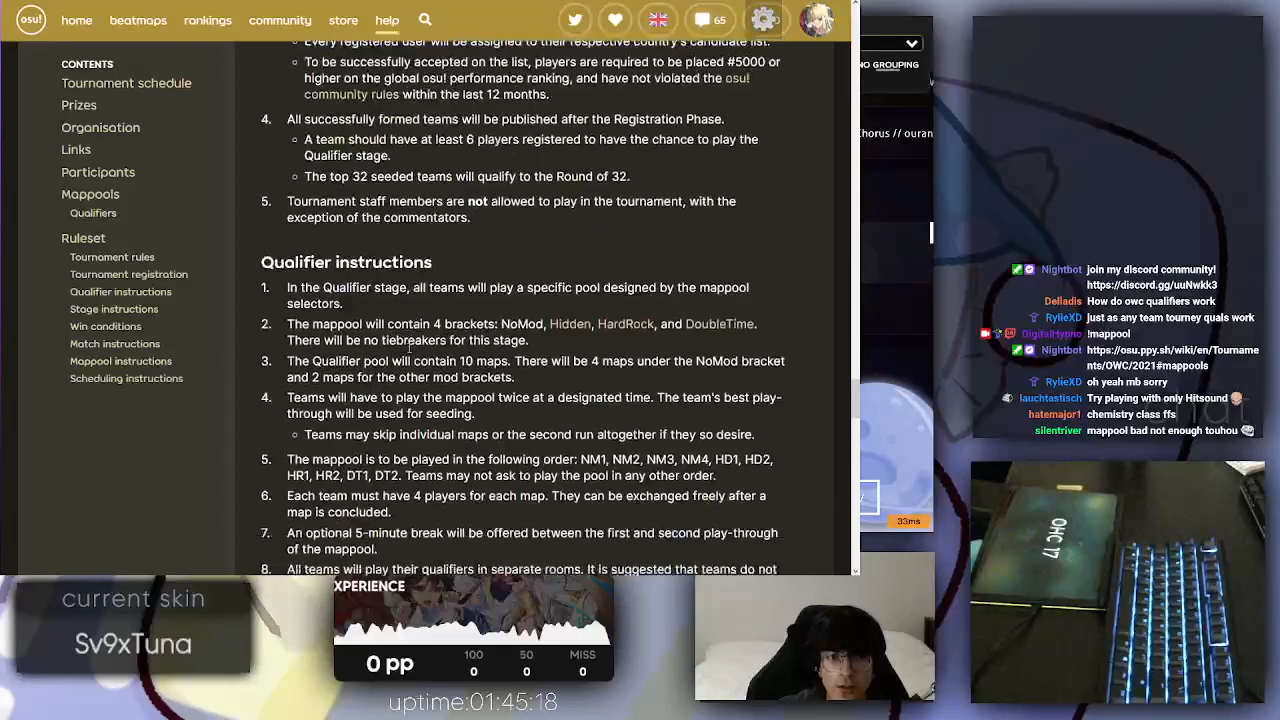 osu!
home
beatmaps
rankings
community
store
help
65
CONTENTS
Tournament schedule
Prizes
Organisation
Links
Participants
Mappools
Qualifiers
Ruleset
Tournament rules
Tournament registration
Qualifier instructions
Stage instructions
Win conditions
Match instructions
Mappool instructions
Scheduling instructions
Every registered user will be assigned to their respective country's candidate list.
To be successfully accepted on the list, players are required to be placed #5000 or
higher on the global osu! performance ranking, and have not violated the osu!
community rules within the last 12 months.
4. All successfully formed teams will be published after the Registration Phase.
A team should have at least 6 players registered to have the chance to play the
Qualifier stage.
The top 32 seeded teams will qualify to the Round of 32.
5. Tournament staff members are not allowed to play in the tournament, with the
exception of the commentators.
Qualifier instructions
1. In the Qualifier stage, all teams will play a specific pool designed by the mappool
selectors.
2. The mappool will contain 4 brackets: NoMod, Hidden, HardRock, and DoubleTime.
There will be no iebreakers for this stage.
3. The Qualifier pool will contain 10 maps. There will be 4 maps under the NoMod bracket
and 2 maps for the other mod brackets.
4. Teams will have to play the mappool twice at a designated time. The team's best play-
through will be used for seeding.
Teams may skip individual maps or the second run altogether if they so desire.
5. The mappool is to be played in the following order: NM1, NM2, NM3, NM4, HD1, HD2,
HR1, HR2, DT1, DT2. Teams may not ask to play the pool in any other order.
6. Each team must have 4 players for each map. They can be exchanged freely after a
map is concluded.
7. An optional 5-minute break will be offered between the first and second play-through
of the mappool.
8. All teams will play their qualifiers in separate rooms. It is suggested that teams do not
NO GROUPING
Chorus // ouran
33ms
Nightbot join my discord community!
https://discord.gg/uuNwkk3
Delladis How do owc qualifiers work
RylieXD just as any team tourney quals work
DigitalHypno !mappool
Nightbot https://osu.ppy.sh/wiki/en/Tourname
nts/OWC/2021#mappools
RylieXD oh yeah mb sorry
lauchtastisch Try playing with only Hitsound
hatemajor1 chemistry class ffs
silentriver mappool bad not enough touhou
current skin
Sv9xTuna
XPERIENCE
0 pp
100 50 MISS
0 0 0
uptime:01:45:18
OHC 17